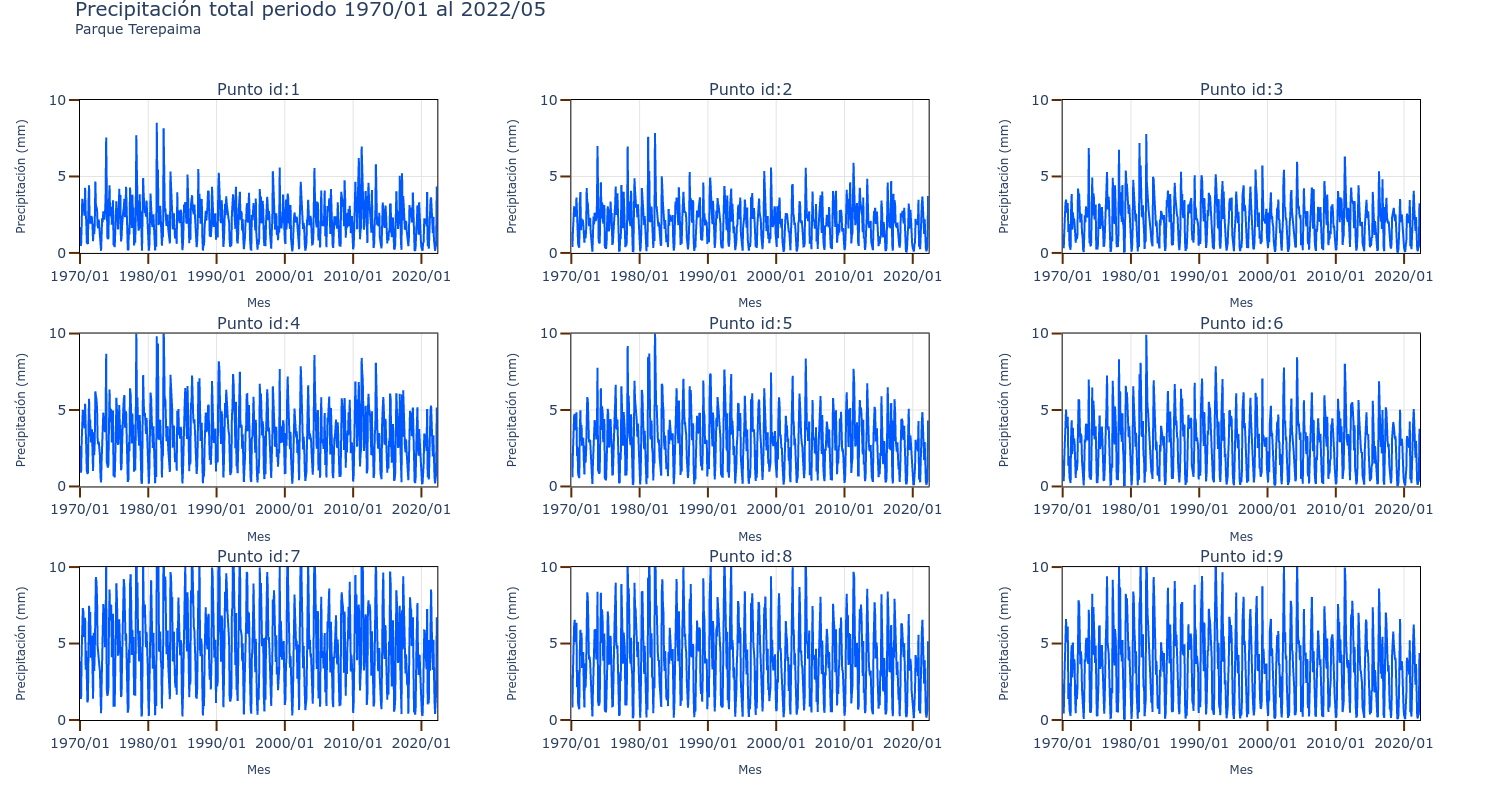 Precipitación total periodo 1970/01 al 2022/05
Parque Terepaima
Punto id:1
Punto id:2
Punto id:3
10
5
0
Precipitación (mm)
1970/01 1980/01 1990/01 2000/01 2010/01 2020/01
Mes
10
5
0
Precipitación (mm)
1970/01 1980/01 1990/01 2000/01 2010/01 2020/01
Mes
10
5
0
Precipitación (mm)
1970/01 1980/01 1990/01 2000/01 2010/01 2020/01
Mes
Punto id:4
Punto id:5
Punto id:6
10
5
0
Precipitación (mm)
1970/01 1980/01 1990/01 2000/01 2010/01 2020/01
Mes
10
5
0
Precipitación (mm)
1970/01 1980/01 1990/01 2000/01 2010/01 2020/01
Mes
10
5
0
Precipitación (mm)
1970/01 1980/01 1990/01 2000/01 2010/01 2020/01
Mes
Punto id:7
Punto id:8
Punto id:9
10
5
0
Precipitación (mm)
1970/01 1980/01 1990/01 2000/01 2010/01 2020/01
Mes
10
5
0
Precipitación (mm)
1970/01 1980/01 1990/01 2000/01 2010/01 2020/01
Mes
10
5
0
Precipitación (mm)
1970/01 1980/01 1990/01 2000/01 2010/01 2020/01
Mes